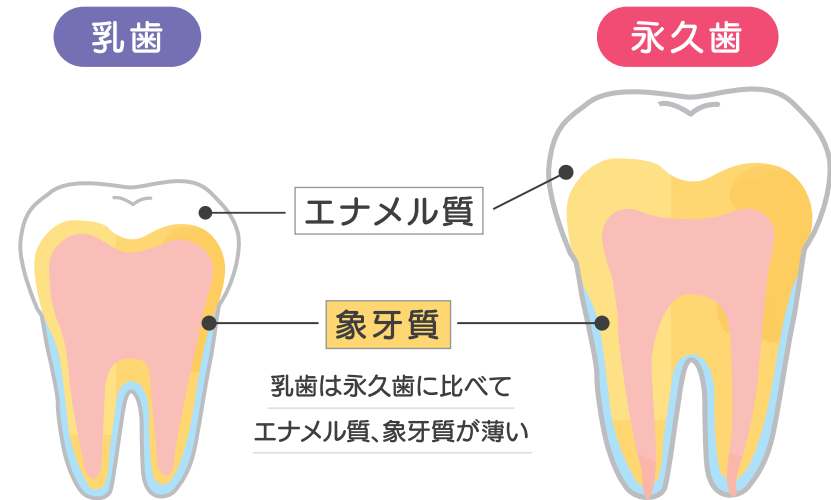 乳歯
永久歯
エナメル質
象牙質
乳歯は永久歯に比べて
エナメル質、象牙質が薄い